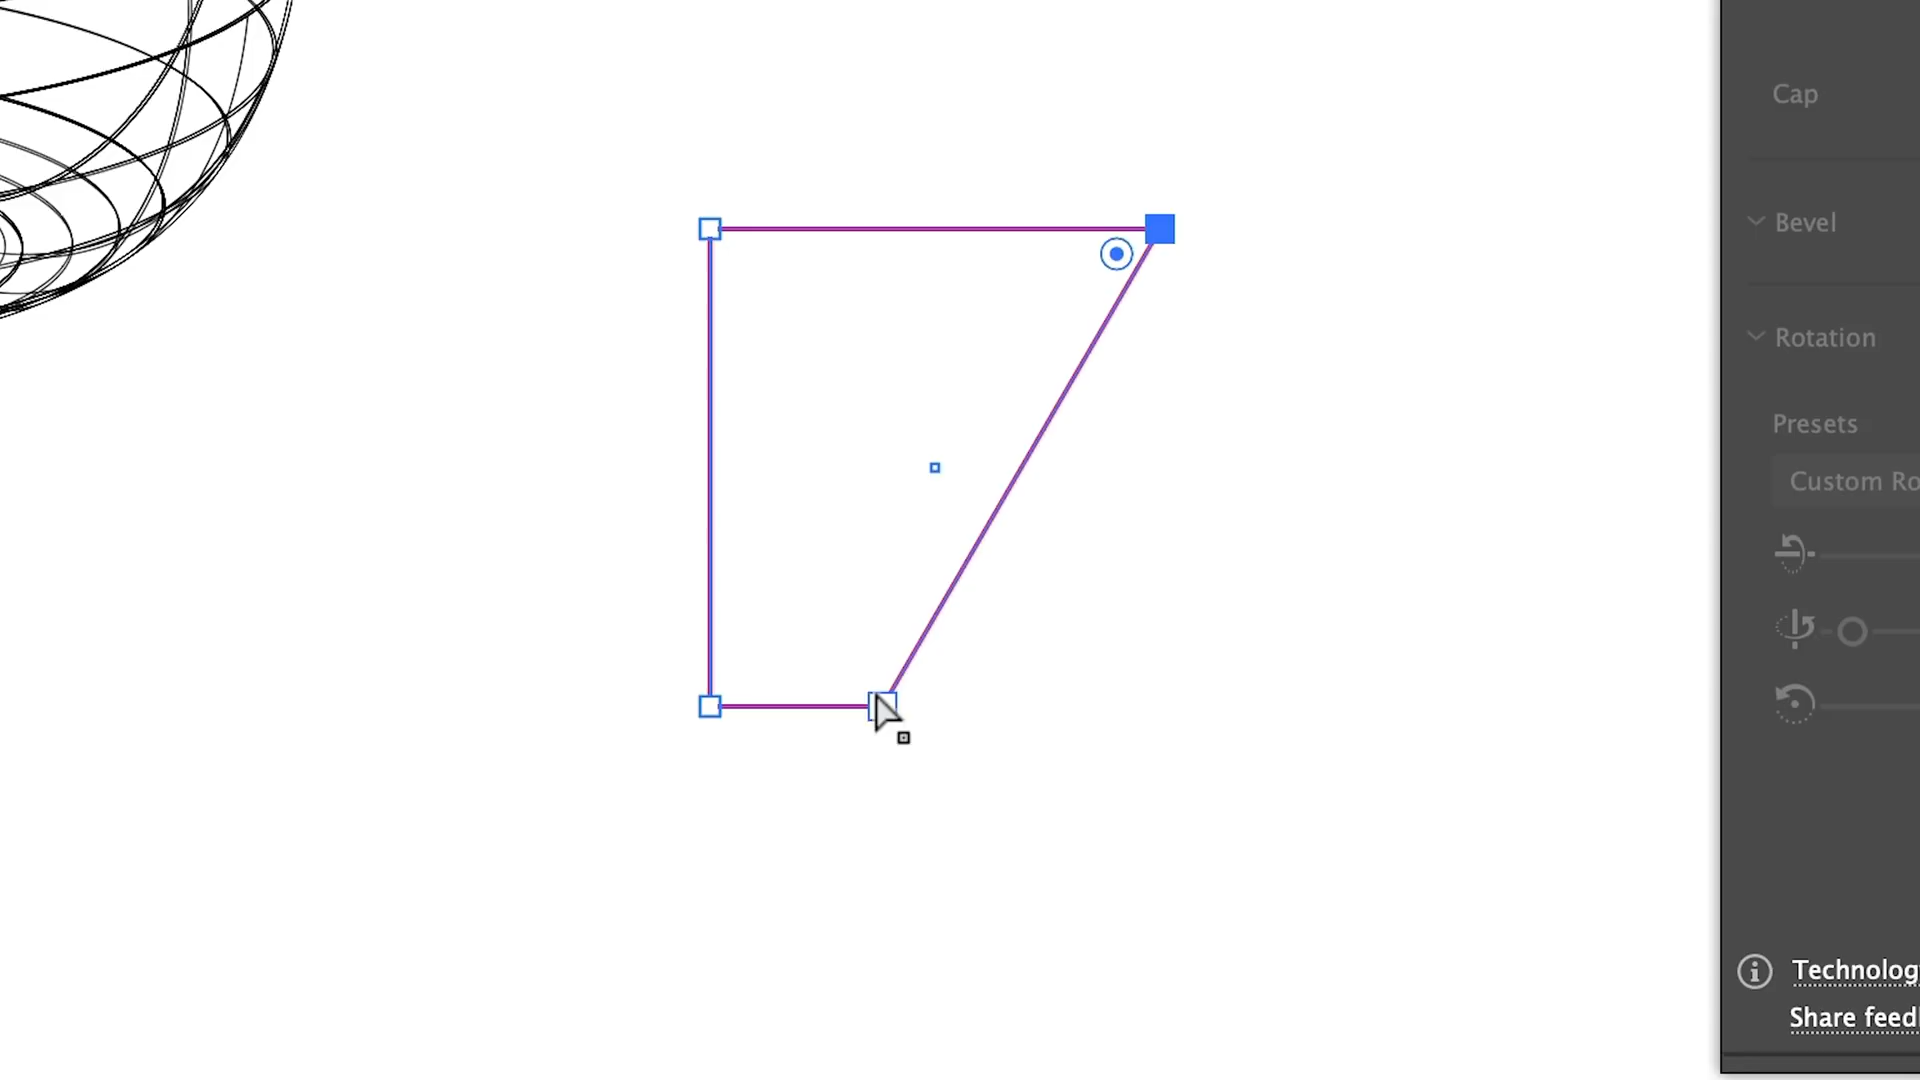 Cap
Bevel
Rotation
Presets
Custom Ro
Technolog
Share feed